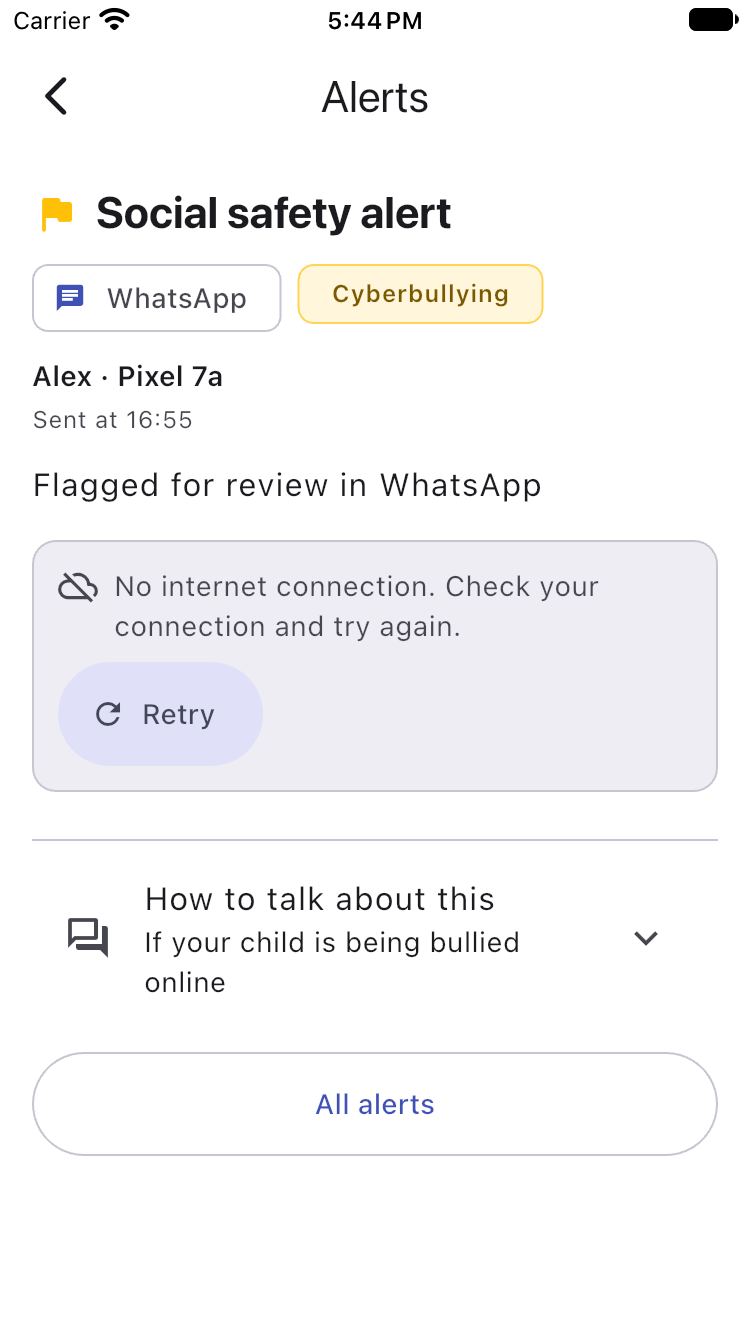 Carrier
5:44 PM
Alerts
Social safety alert
WhatsApp
Cyberbullying
Alex · Pixel 7a
Sent at 16:55
Flagged for review in WhatsApp
No internet connection. Check your
connection and try again.
Retry
How to talk about this
If your child is being bullied
online
All alerts